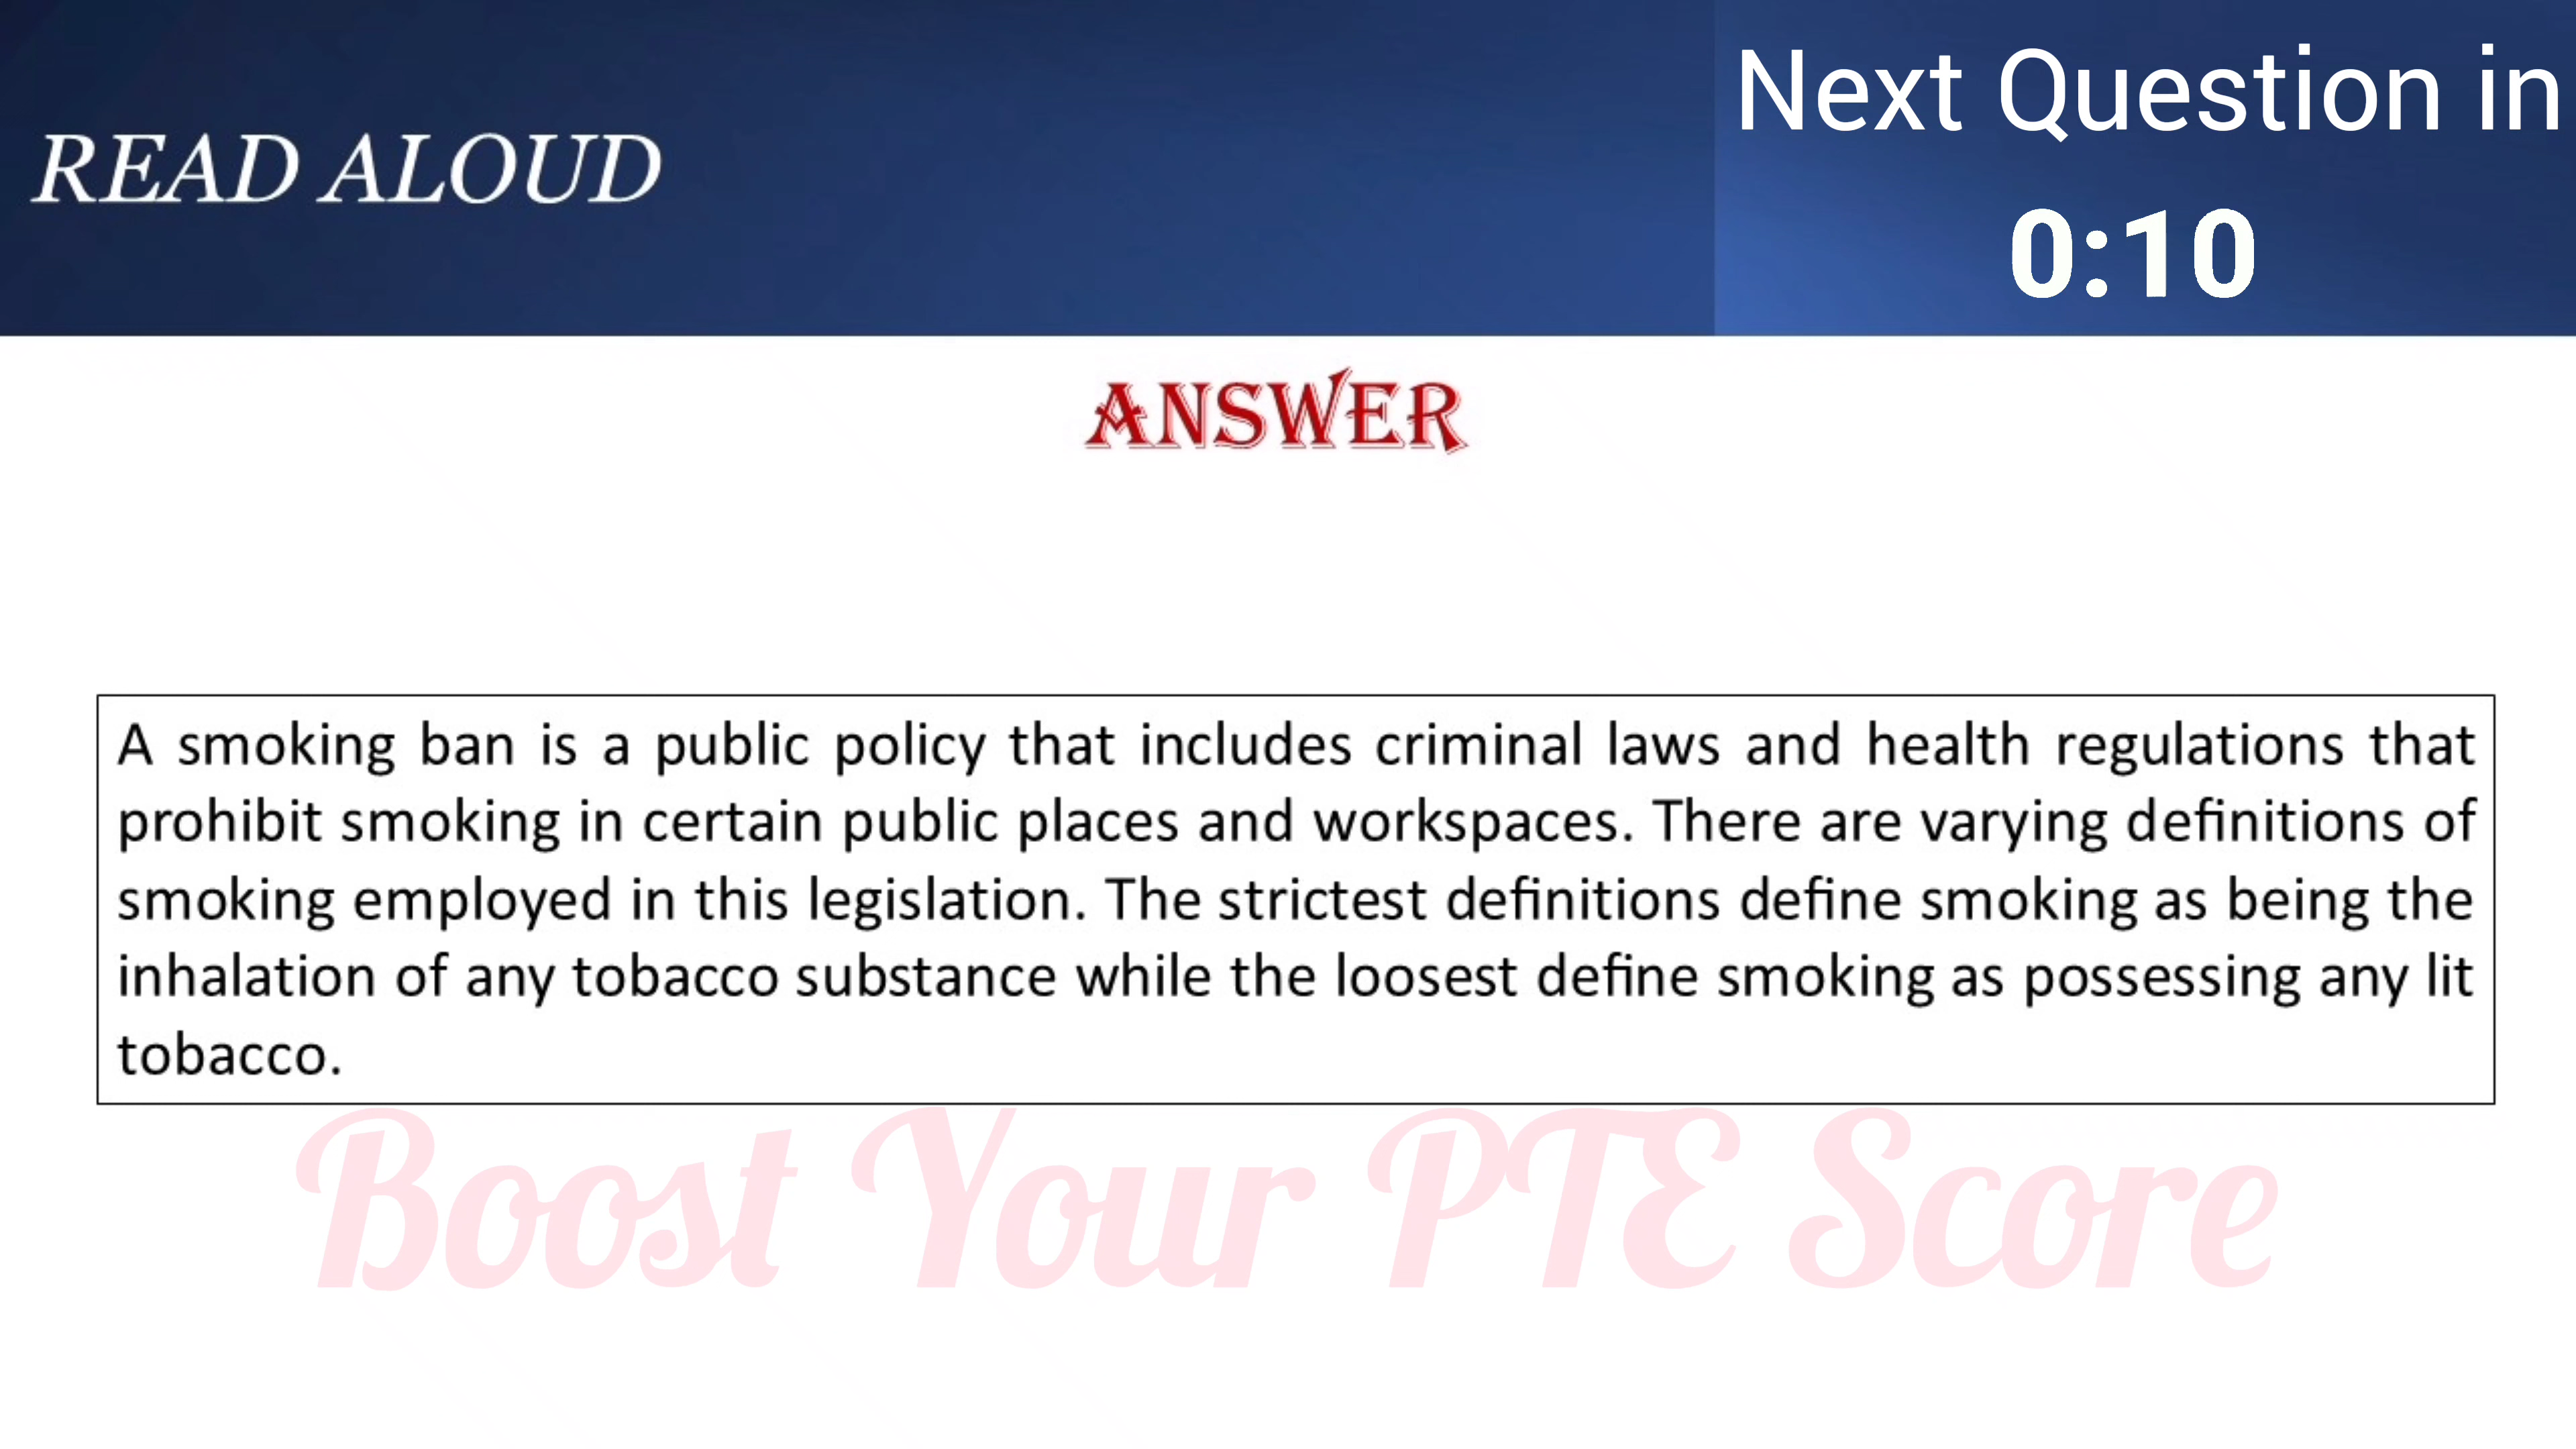 READ ALOUD
Next Question in
0:10
ANSWER
A smoking ban is a public policy that includes criminal laws and health regulations that
prohibit smoking in certain public places and workspaces. There are varying definitions of
smoking employed in this legislation. The strictest definitions define smoking as being the
inhalation of any tobacco substance while the loosest define smoking as possessing any lit
tobacco.
Boost Your PTE Score